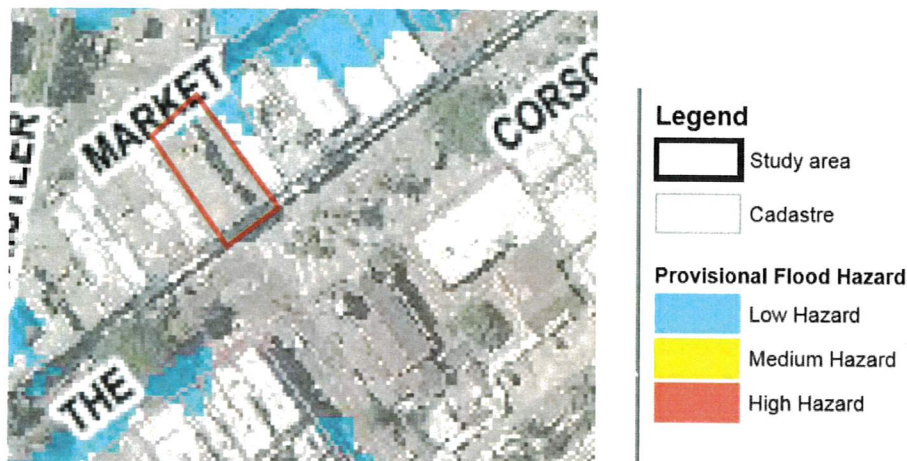 MARKET
CORSO
THE
Legend
Study area
Cadastre
Provisional Flood Hazard
Low Hazard
Medium Hazard
High Hazard